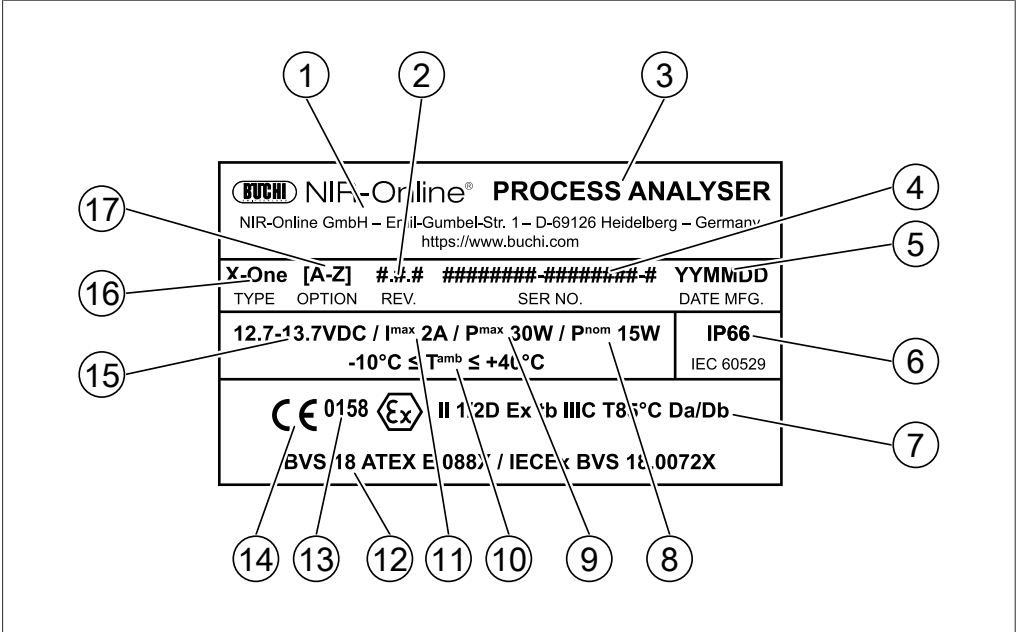 1 2 3
BUCHI NIR-Online® PROCESS ANALYSER
NIR-Online GmbH – Emil-Gumbel-Str. 1 – D-69126 Heidelberg – Germany
https://www.buchi.com
4
17
5
X-One [A-Z] #.#.# ########-########-# YYMMDD
TYPE OPTION REV. SER NO. DATE MFG.
16
12.7-13.7VDC / Imax 2A / Pmax 30W / Pnom 15W IP66
-10°C ≤ Tamb ≤ +40°C IEC 60529
15
6
CE 0158 Ex II 1/2D Ex tb IIIC T85°C Da/Db
7
BVS 18 ATEX E 088X / IECEx BVS 18.0072X
14 13 12 11 10 9 8